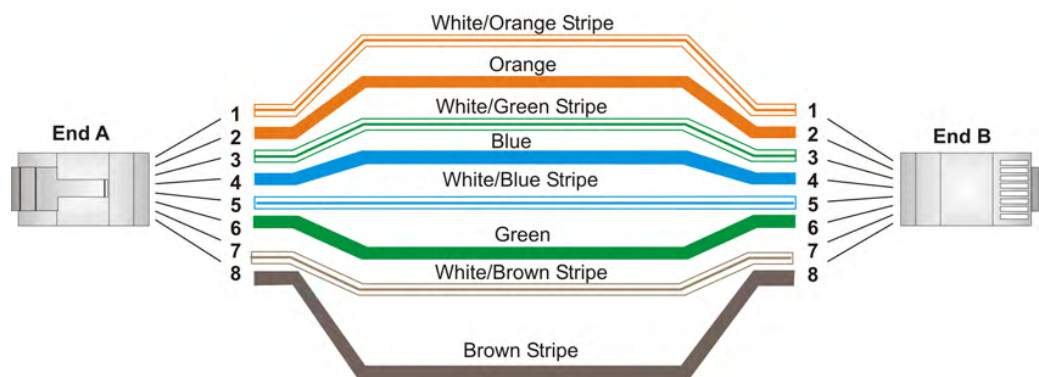 White/Orange Stripe
Orange
White/Green Stripe
Blue
White/Blue Stripe
Green
White/Brown Stripe
Brown Stripe
End A
1
2
3
4
5
6
7
8
End B
1
2
3
4
5
6
7
8